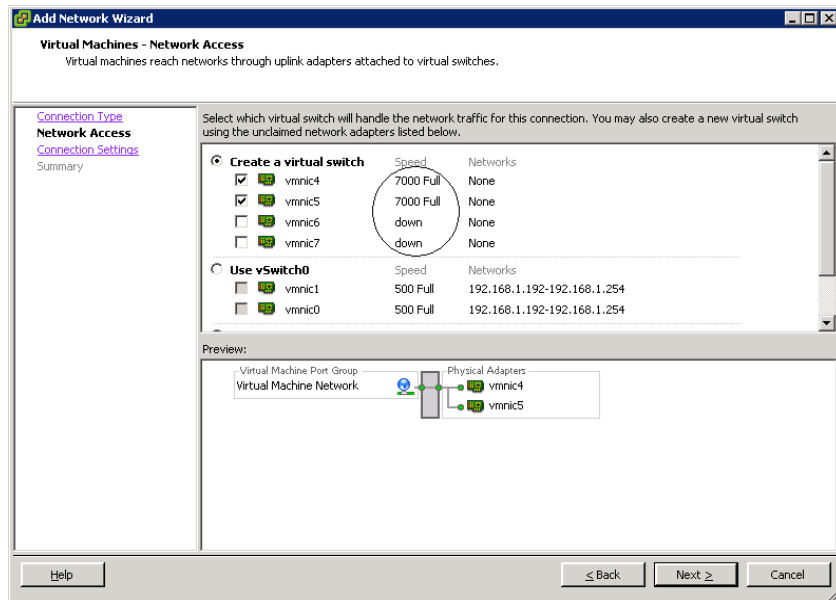 Add Network Wizard
Virtual Machines - Network Access
Virtual machines reach networks through uplink adapters attached to virtual switches.
Connection Type
Network Access
Connection Settings
Summary
Select which virtual switch will handle the network traffic for this connection. You may also create a new virtual switch
using the unclaimed network adapters listed below.
Create a virtual switch Speed Networks
vmnic4 7000 Full None
vmnic5 7000 Full None
vmnic6 down None
vmnic7 down None
Use vSwitch0 Speed Networks
vmnic1 500 Full 192.168.1.192-192.168.1.254
vmnic0 500 Full 192.168.1.192-192.168.1.254
Preview:
Virtual Machine Port Group Physical Adapters
Virtual Machine Network vmnic4
vmnic5
Help < Back Next > Cancel